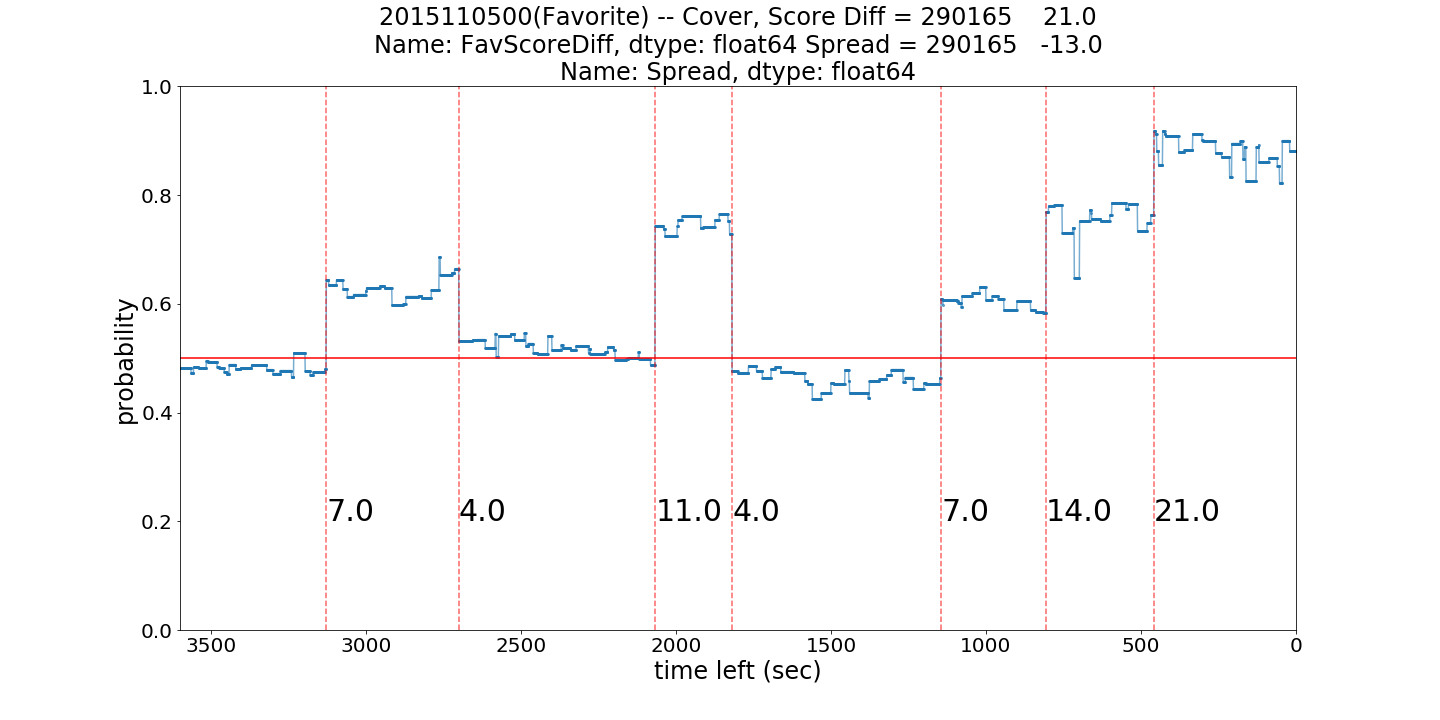 2015110500(Favorite) -- Cover, Score Diff = 290165    21.0
Name: FavScoreDiff, dtype: float64 Spread = 290165   -13.0
Name: Spread, dtype: float64
1.0
0.8
0.6
0.4
0.2
0.0
probability
7.0 4.0 11.0 4.0 7.0 14.0 21.0
3500 3000 2500 2000 1500 1000 500 0
time left (sec)